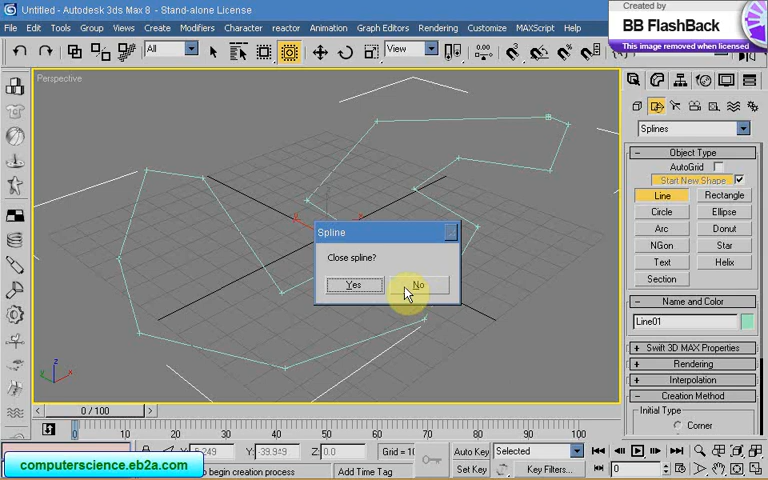 Untitled - Autodesk 3ds Max 8 - Stand-alone License
Created by
BB FlashBack
This image removed when licensed
File Edit Tools Group Views Create Modifiers Character reactor Animation Graph Editors Rendering Customize MAXScript Help
All
View
Perspective
Splines
Object Type
AutoGrid
Start New Shape
Line Rectangle
Circle Ellipse
Arc Donut
NGon Star
Text Helix
Section
Name and Color
Line01
Swift 3D MAX Properties
Rendering
Interpolation
Creation Method
Initial Type
Corner
Spline
Close spline?
Yes No
z
x
0 / 100
0 10 20 30 40 50 60 70 80 90 100
Y: -39.949 Z: 0.0 Grid = 10
Auto Key Selected
computerscience.eb2a.com
to begin creation process Add Time Tag
Set Key Key Filters... 0